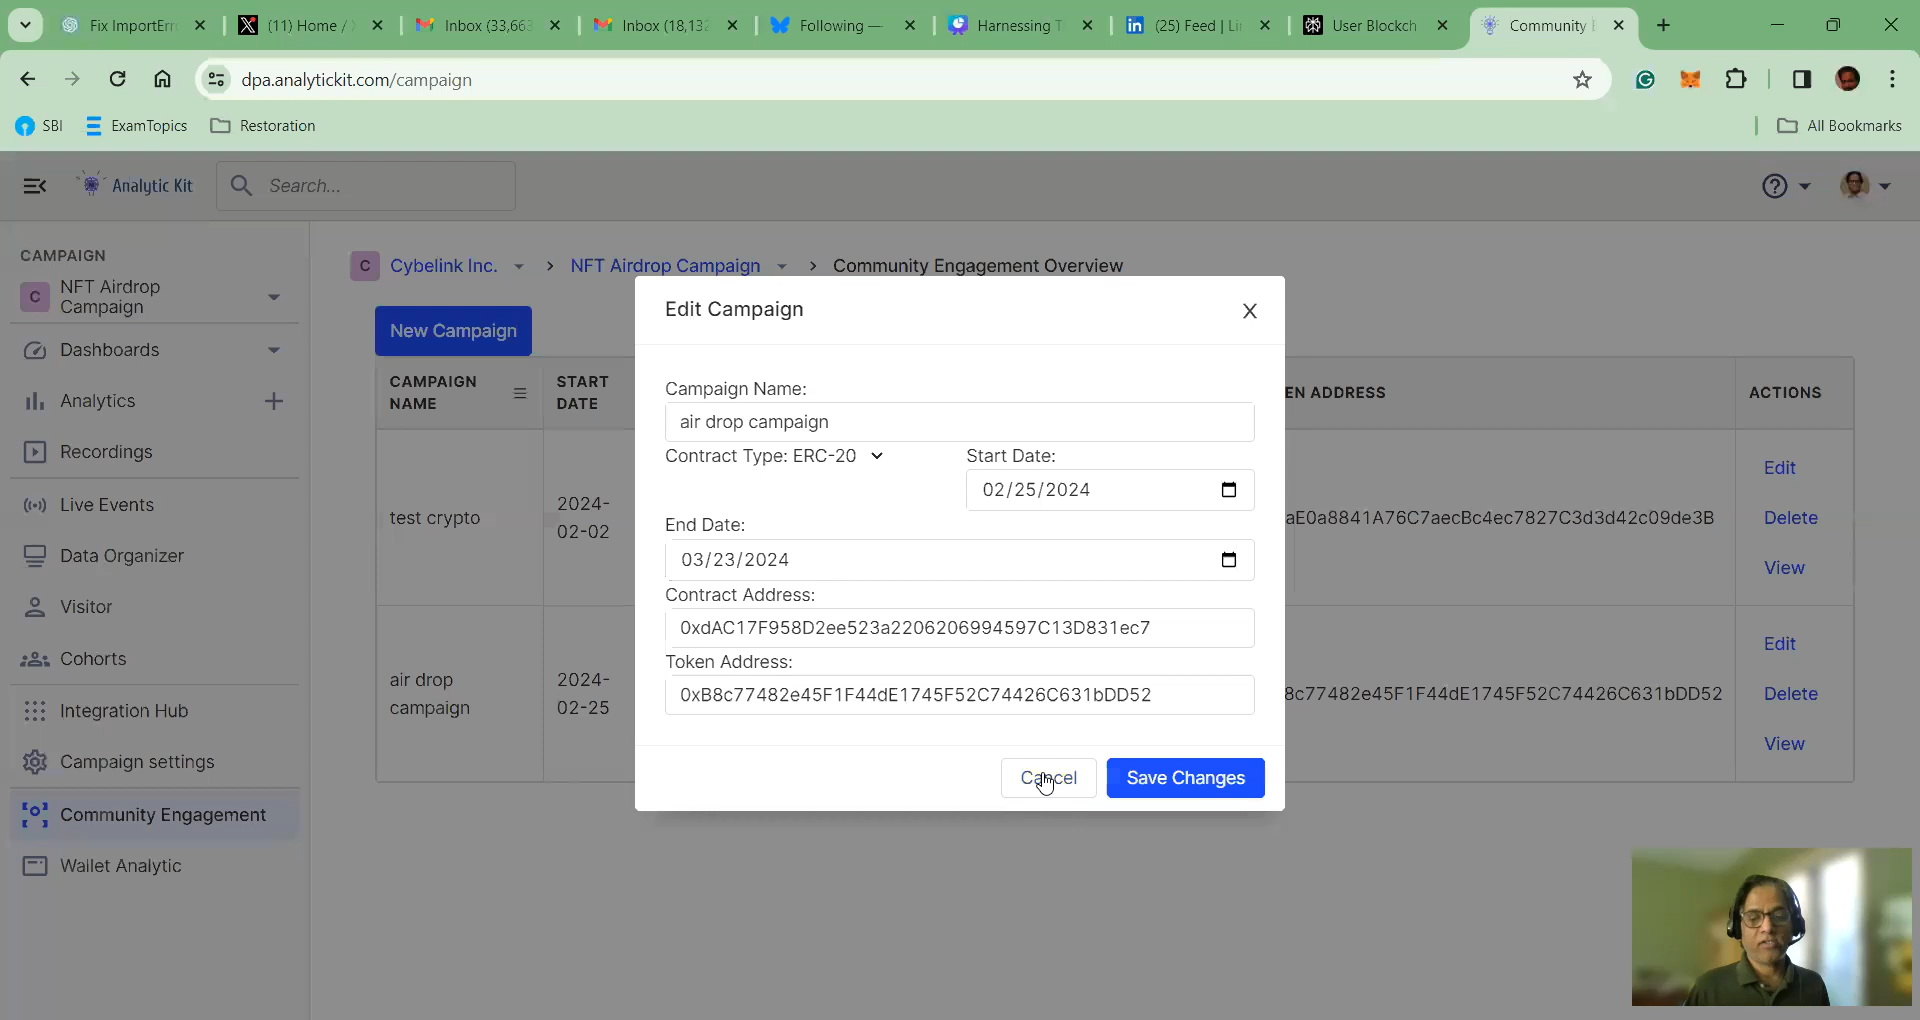 Fix ImportErr
(11) Home /
Inbox (33,663
Inbox (18,132
Following —
Harnessing T
(25) Feed | Li
User Blockch
Community E
dpa.analytickit.com/campaign
SBI
ExamTopics
Restoration
All Bookmarks
Analytic Kit
Search...
CAMPAIGN
C
NFT Airdrop
Campaign
Dashboards
Analytics
Recordings
Live Events
Data Organizer
Visitor
Cohorts
Integration Hub
Campaign settings
Community Engagement
Wallet Analytic
C Cybelink Inc. > NFT Airdrop Campaign > Community Engagement Overview
New Campaign
CAMPAIGN
NAME
START
DATE
EN ADDRESS
ACTIONS
test crypto
2024-
02-02
aE0a8841A76C7aecBc4ec7827C3d3d42c09de3B
Edit
Delete
View
air drop
campaign
2024-
02-25
8c77482e45F1F44dE1745F52C74426C631bDD52
Edit
Delete
View
Edit Campaign
Campaign Name:
air drop campaign
Contract Type: ERC-20
Start Date:
02/25/2024
End Date:
03/23/2024
Contract Address:
0xdAC17F958D2ee523a2206206994597C13D831ec7
Token Address:
0xB8c77482e45F1F44dE1745F52C74426C631bDD52
Cancel
Save Changes